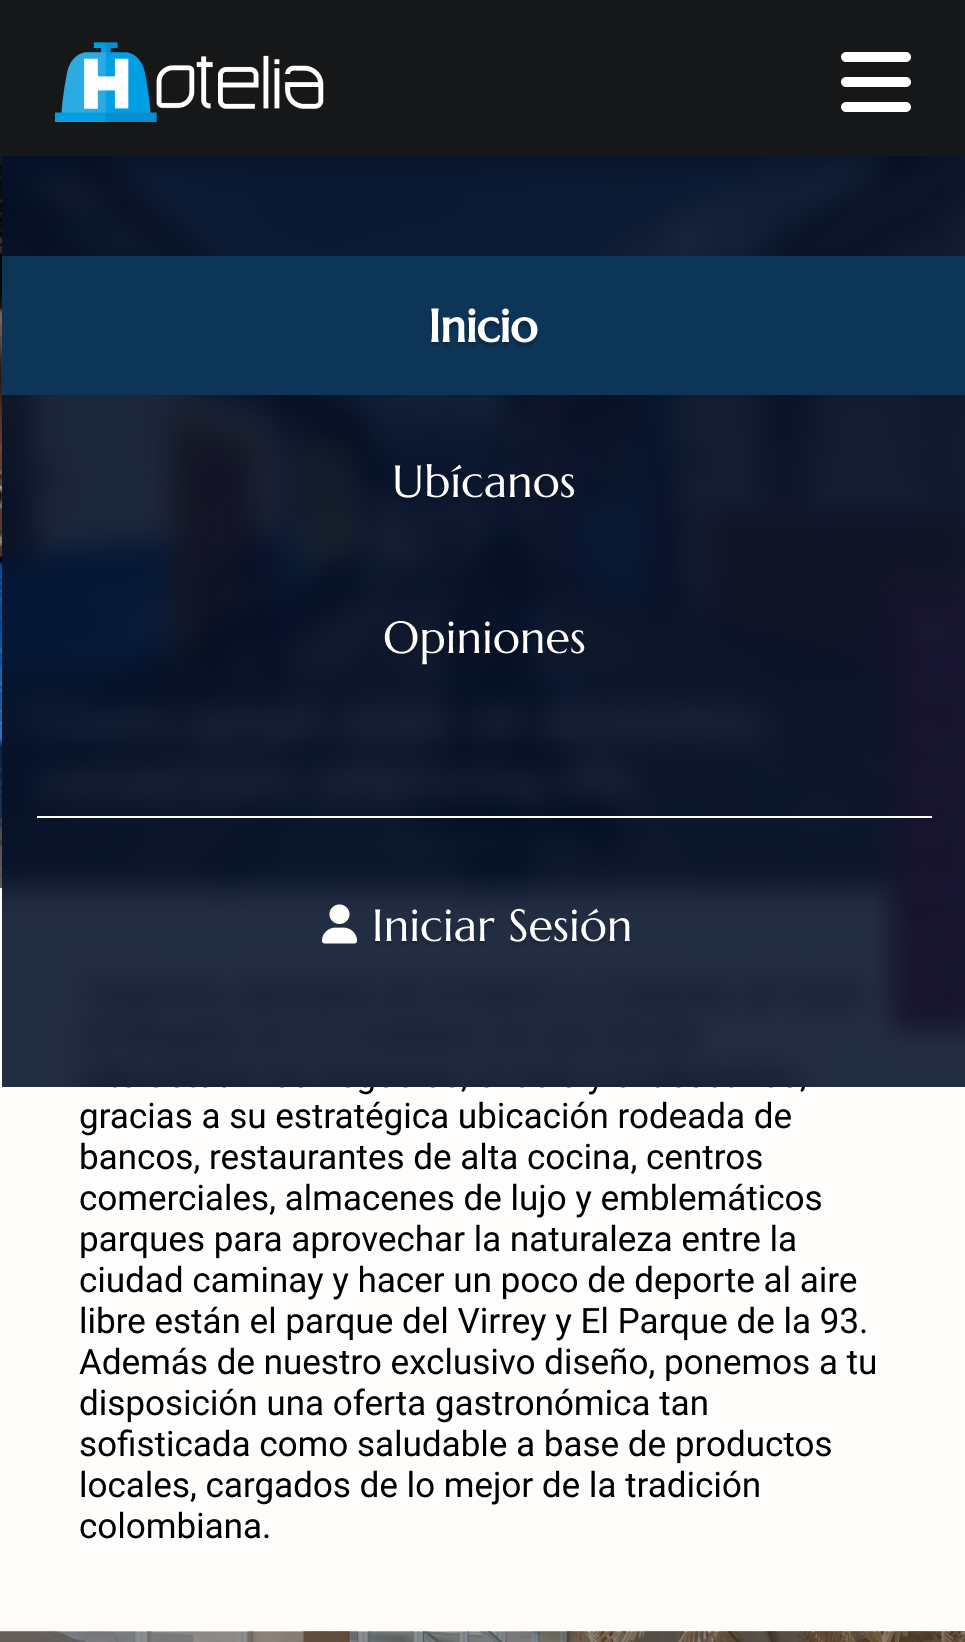 Hotelia
Inicio
Ubícanos
Opiniones
Iniciar Sesión
gracias a su estratégica ubicación rodeada de
bancos, restaurantes de alta cocina, centros
comerciales, almacenes de lujo y emblemáticos
parques para aprovechar la naturaleza entre la
ciudad caminay y hacer un poco de deporte al aire
libre están el parque del Virrey y El Parque de la 93.
Además de nuestro exclusivo diseño, ponemos a tu
disposición una oferta gastronómica tan
sofisticada como saludable a base de productos
locales, cargados de lo mejor de la tradición
colombiana.